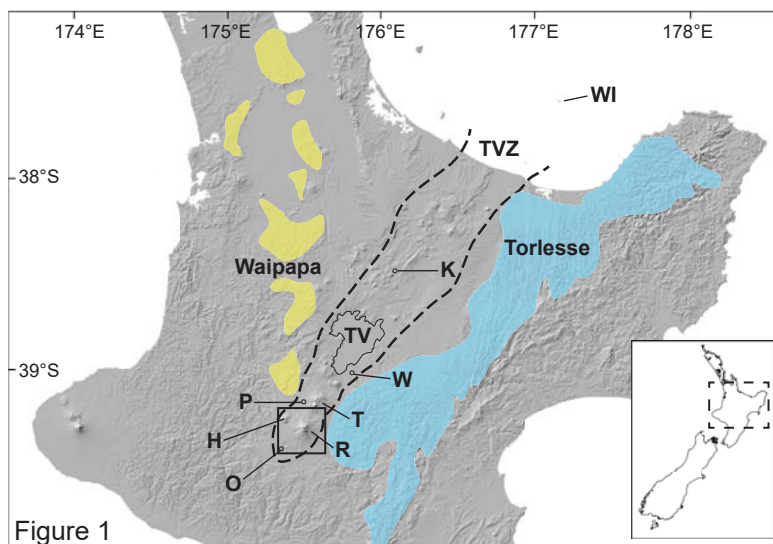 174°E 175°E 176°E 177°E 178°E
WI
TVZ
38°S
Torlesse
Waipapa
K
TV
39°S
W
P
T
H
R
O
Figure 1